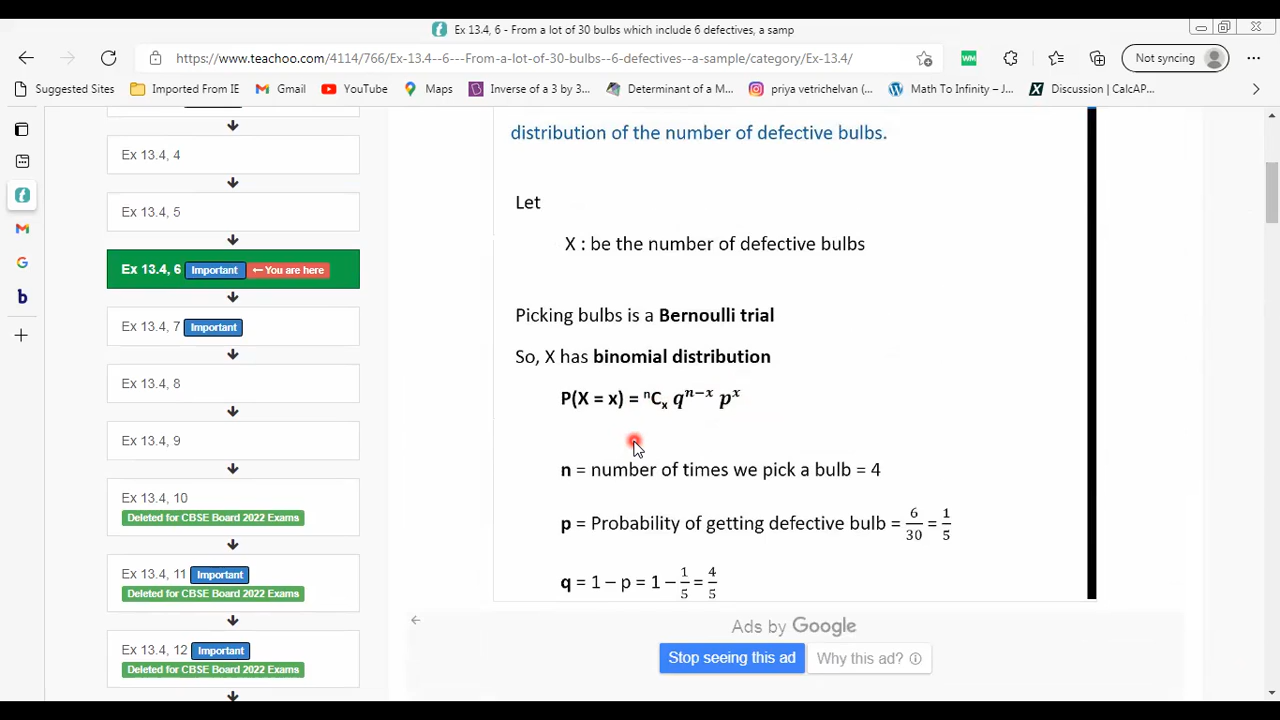 Ex 13.4, 6 - From a lot of 30 bulbs which include 6 defectives, a samp
https://www.teachoo.com/4114/766/Ex-13.4--6---From-a-lot-of-30-bulbs--6-defectives--a-sample/category/Ex-13.4/
WM
Not syncing
Suggested Sites
Imported From IE
Gmail
YouTube
Maps
Inverse of a 3 by 3...
Determinant of a M...
priya vetrichelvan (...
Math To Infinity – J...
Discussion | CalcAP...
Ex 13.4, 4
Ex 13.4, 5
Ex 13.4, 6 Important ← You are here
Ex 13.4, 7 Important
Ex 13.4, 8
Ex 13.4, 9
Ex 13.4, 10
Deleted for CBSE Board 2022 Exams
Ex 13.4, 11 Important
Deleted for CBSE Board 2022 Exams
Ex 13.4, 12 Important
Deleted for CBSE Board 2022 Exams
distribution of the number of defective bulbs.
Let
X : be the number of defective bulbs
Picking bulbs is a Bernoulli trial
So, X has binomial distribution
P(X = x) = ⁿCₓ qⁿ⁻ˣ pˣ
n = number of times we pick a bulb = 4
p = Probability of getting defective bulb = 6/30 = 1/5
q = 1 – p = 1 – 1/5 = 4/5
Ads by Google
Stop seeing this ad
Why this ad?